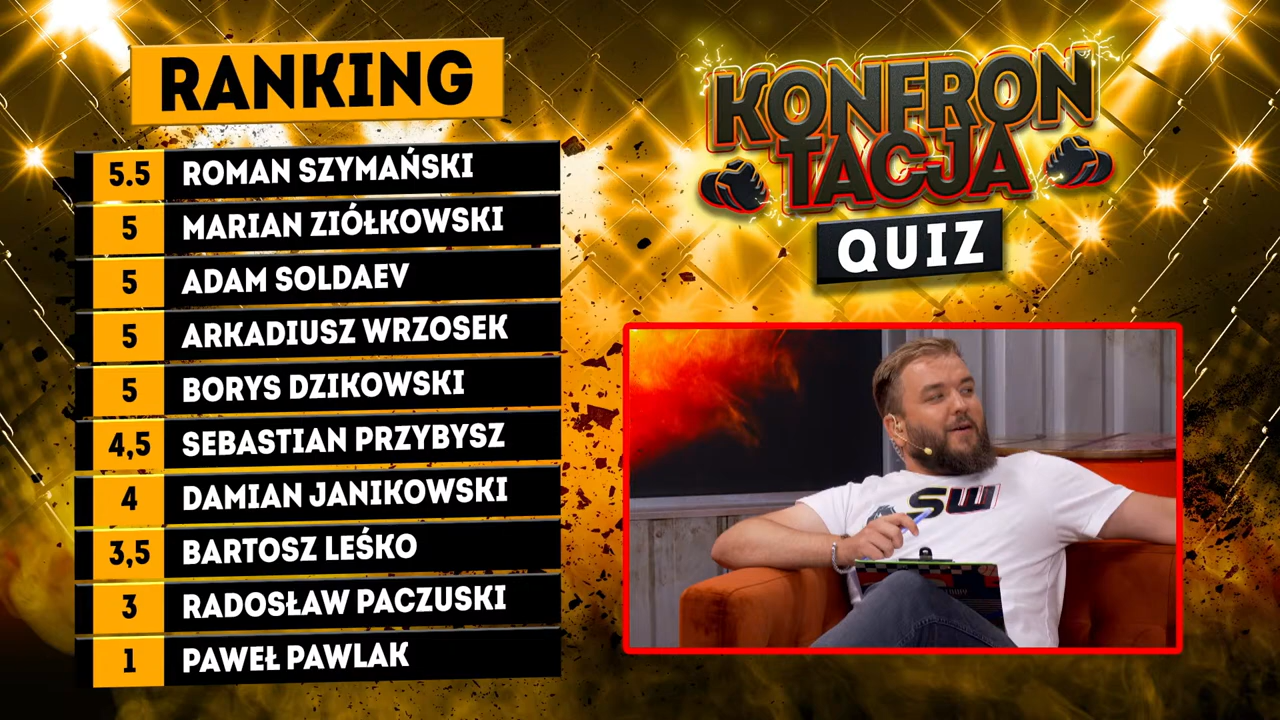 RANKING
5.5 ROMAN SZYMAŃSKI
5 MARIAN ZIÓŁKOWSKI
5 ADAM SOLDAEV
5 ARKADIUSZ WRZOSEK
5 BORYS DZIKOWSKI
4,5 SEBASTIAN PRZYBYSZ
4 DAMIAN JANIKOWSKI
3,5 BARTOSZ LEŚKO
3 RADOSŁAW PACZUSKI
1 PAWEŁ PAWLAK
KONFRON
TACJA
QUIZ
SW